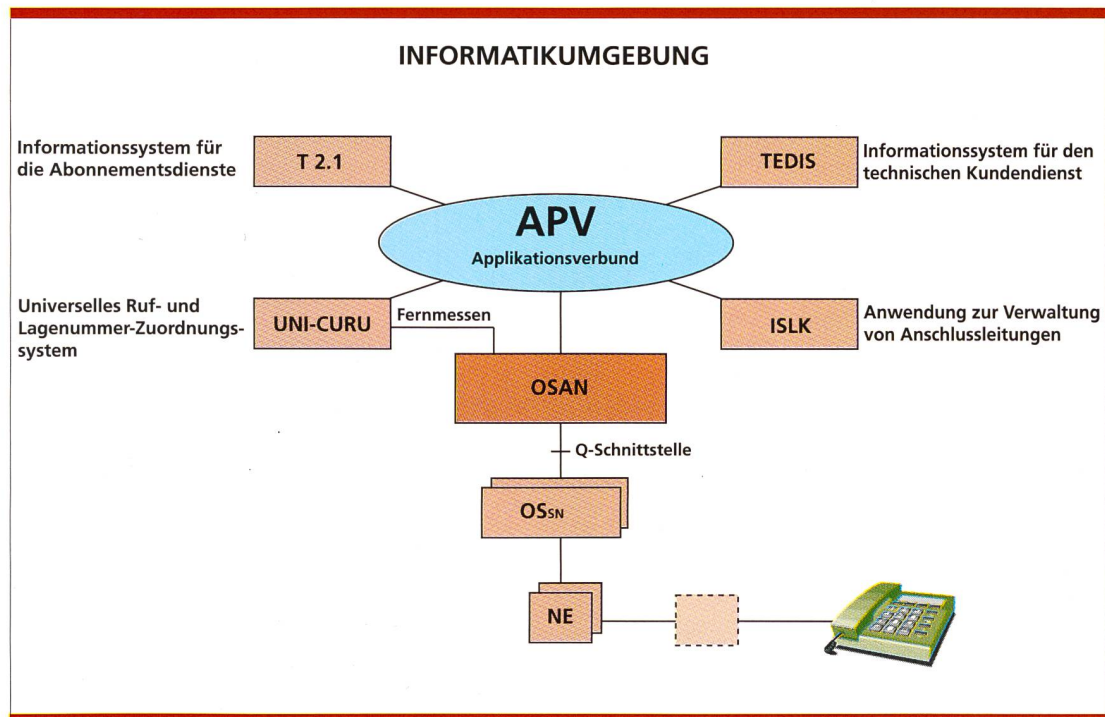 INFORMATIKUMGEBUNG
Informationssystem für
die Abonnementsdienste
T 2.1
TEDIS
Informationssystem für den
technischen Kundendienst
APV
Applikationsverbund
Universelles Ruf- und
Lagenummer-Zuordnungs-
system
UNI-CURU
Fernmessen
ISLK
Anwendung zur Verwaltung
von Anschlussleitungen
OSAN
Q-Schnittstelle
OSSN
NE